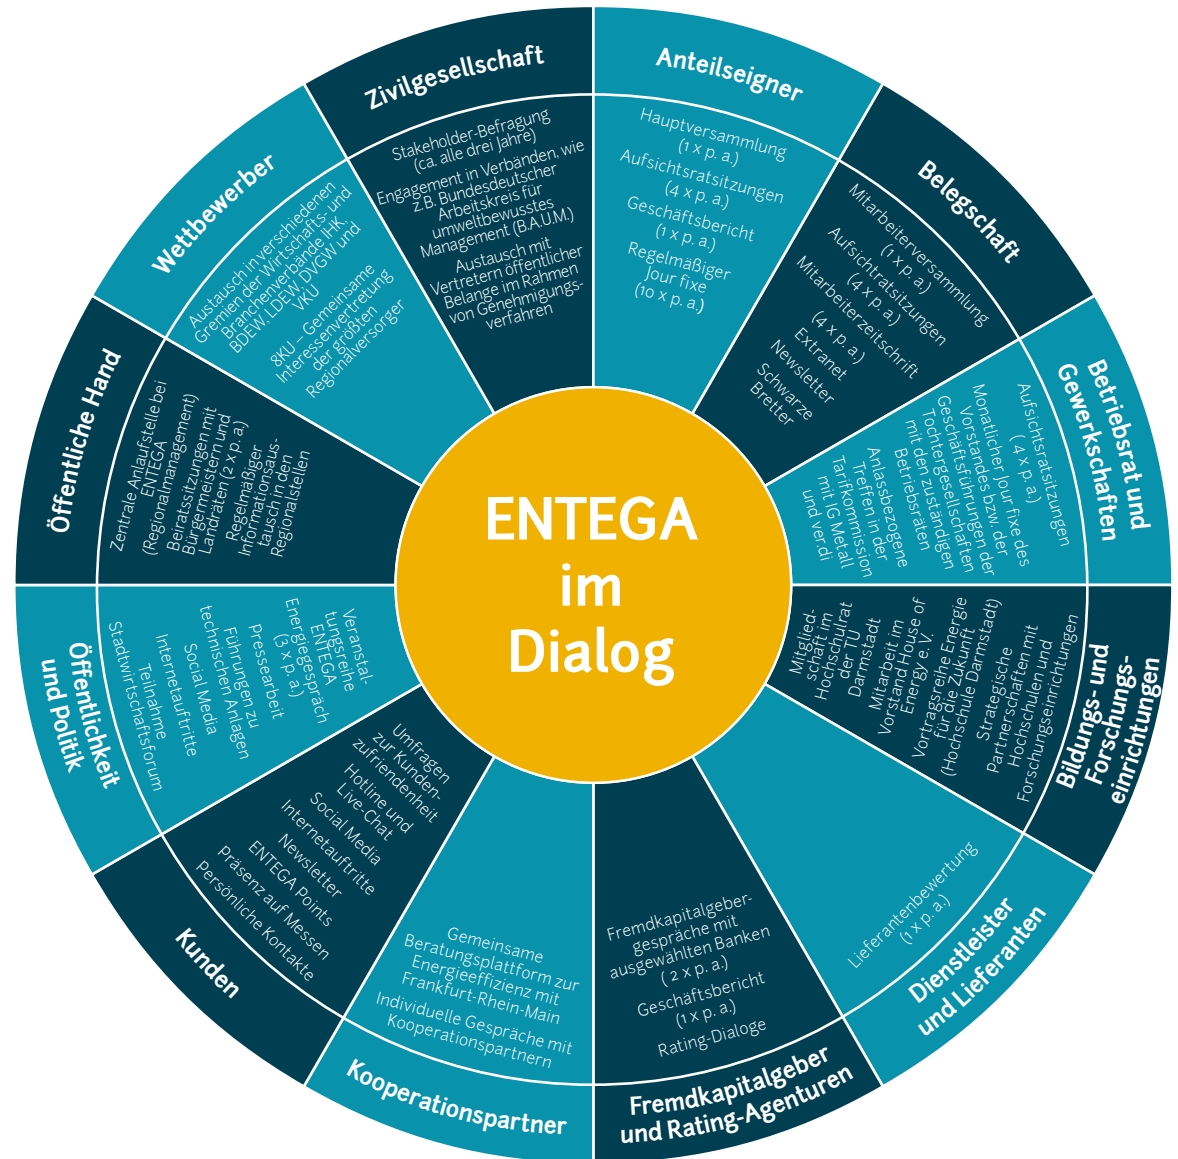 ENTEGA
im
Dialog
Anteilseigner
Hauptversammlung
(1 x p. a.)
Aufsichtsratsitzungen
(4 x p. a.)
Geschäftsbericht
(1 x p. a.)
Regelmäßiger
Jour fixe
(10 x p. a.)
Belegschaft
Mitarbeiterversammlung
(1 x p. a.)
Aufsichtratsitzungen
(4 x p. a.)
Mitarbeiterzeitschrift
(4 x p. a.)
Extranet
Newsletter
Schwarze
Bretter
Betriebsrat und
Gewerkschaften
Aufsichtsratsitzungen
( 4 x p. a.)
Monatlicher Jour fixe des
Vorstandes bzw. der
Geschäftsführungen der
Tochtergesellschaften
mit den zuständigen
Betriebsräten
Anlassbezogene
Treffen in der
Tarifkommission
mit IG Metall
und ver.di
Bildungs- und
Forschungs-
einrichtungen
Mitglied-
schaft im
Hochschulrat
der TU
Darmstadt
Mitarbeit im
Vorstand House of
Energy e. V.
Vortragsreihe Energie
für die Zukunft
(Hochschule Darmstadt)
Strategische
Partnerschaften mit
Hochschulen und
Forschungseinrichtungen
Dienstleister
und Lieferanten
Lieferantenbewertung
(1 x p. a.)
Fremdkapitalgeber
und Rating-Agenturen
Fremdkapitalgeber-
gespräche mit
ausgewählten Banken
( 2 x p. a.)
Geschäftsbericht
(1 x p. a.)
Rating-Dialoge
Kooperationspartner
Gemeinsame
Beratungsplattform zur
Energieeffizienz mit
Frankfurt-Rhein-Main
Individuelle Gespräche mit
Kooperationspartnern
Kunden
Umfragen
zur Kunden-
zufriendenheit
Hotline und
Live-Chat
Social Media
Internetauftritte
Newsletter
ENTEGA Points
Präsenz auf Messen
Persönliche Kontakte
Öffentlichkeit
und Politik
Veranstal-
tungsreihe
ENTEGA
Energiegespräch
(3 x p. a.)
Pressearbeit
Führungen zu
technischen Anlagen
Social Media
Internetauftritte
Teilnahme
Stadtwirtschaftsforum
Öffentliche Hand
Zentrale Anlaufstelle bei
ENTEGA
(Regionalmanagement)
Beiratssitzungen mit
Bürgermeistern und
Landräten (2 x p. a.)
Regelmäßiger
Informationsaus-
tausch in den
Regionalstellen
Wettbewerber
Austausch in verschiedenen
Gremien der Wirtschafts- und
Branchenverbände IHK,
BDEW, LDEW, DVGW und
VKU
8KU – Gemeinsame
Interessenvertretung
der größten
Regionalversorger
Zivilgesellschaft
Stakeholder-Befragung
(ca. alle drei Jahre)
Engagement in Verbänden, wie
z.B. Bundesdeutscher
Arbeitskreis für
umweltbewusstes
Management (B.A.U.M.)
Austausch mit
Vertretern öffentlicher
Belange im Rahmen
von Genehmigungs-
verfahren